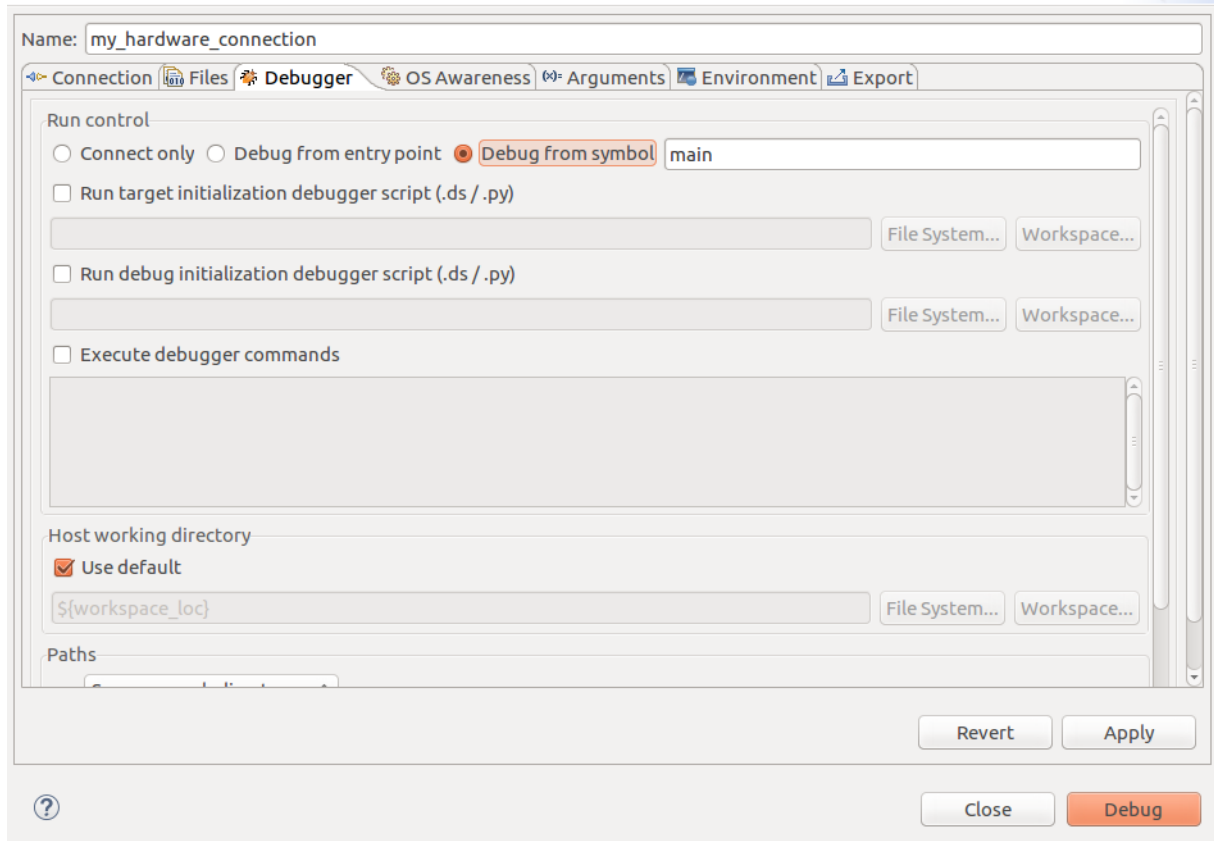 Name: my_hardware_connection
Connection Files Debugger OS Awareness (x)= Arguments Environment Export
Run control
Connect only Debug from entry point Debug from symbol main
Run target initialization debugger script (.ds / .py)
File System... Workspace...
Run debug initialization debugger script (.ds / .py)
File System... Workspace...
Execute debugger commands
Host working directory
Use default
${workspace_loc}
File System... Workspace...
Paths
Revert Apply
? Close Debug